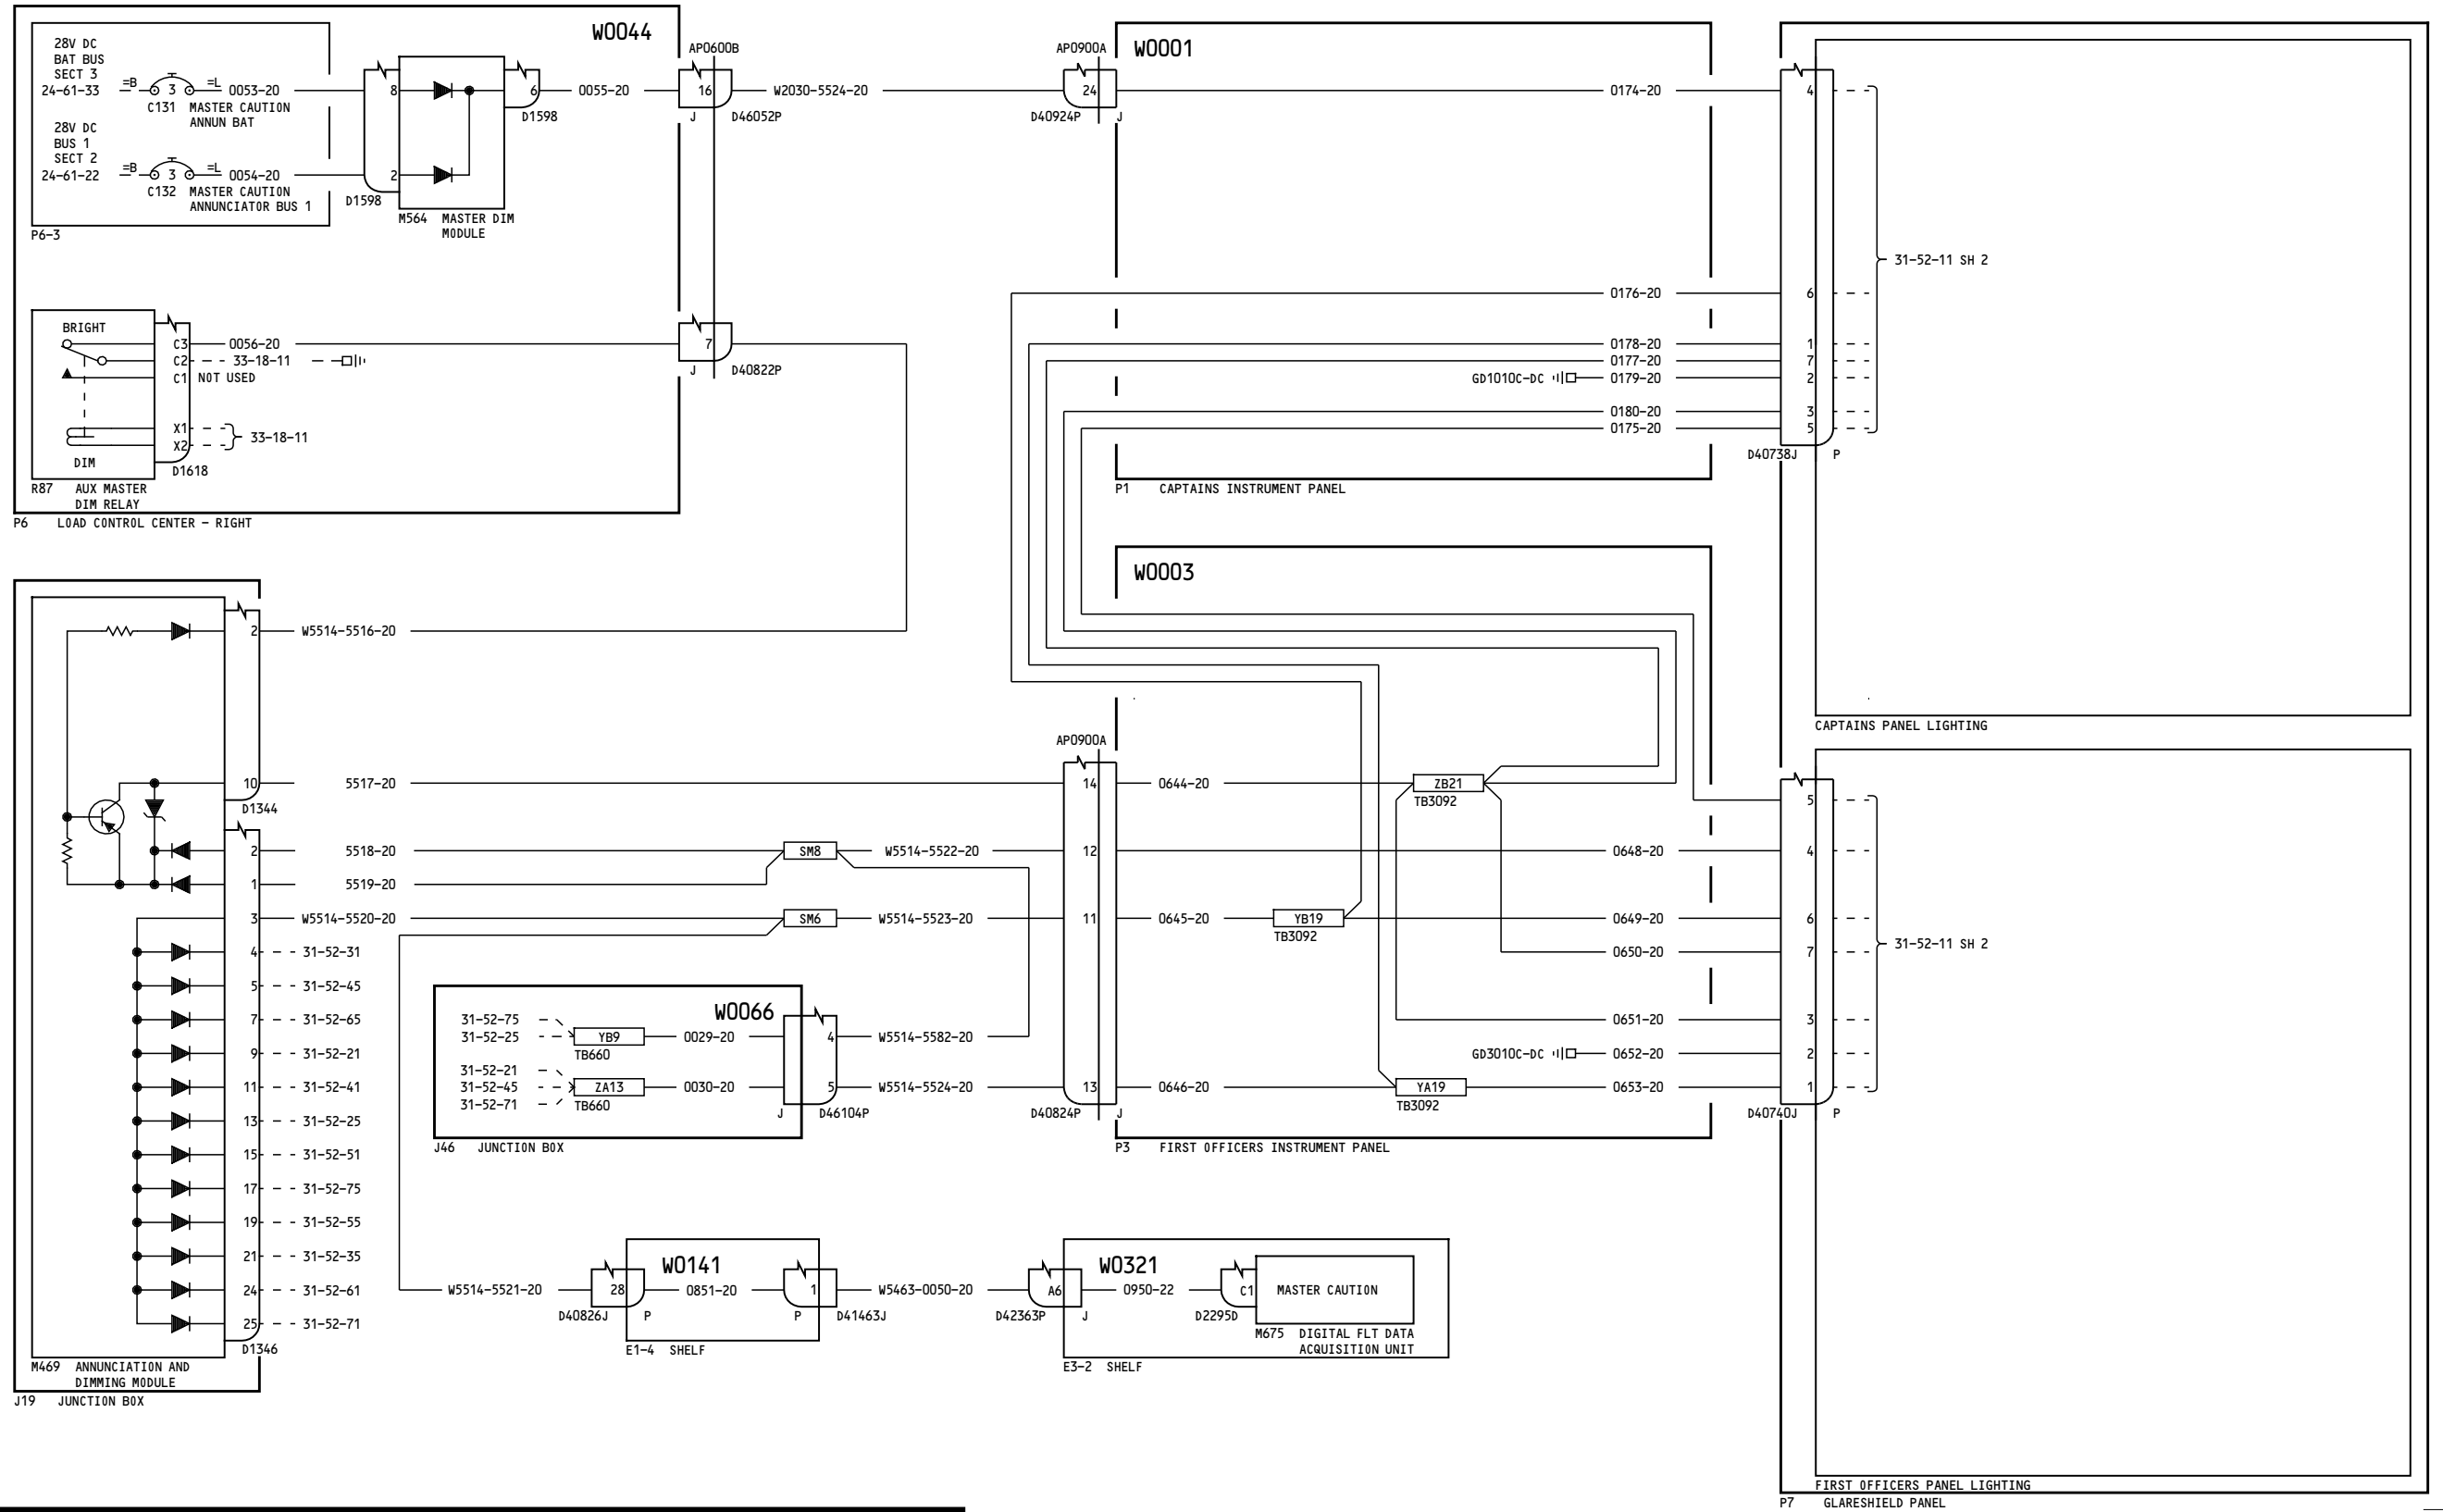 W0044
28V DC
BAT BUS
SECT 3
24-61-33 =B 3 =L 0053-20
C131 MASTER CAUTION
ANNUN BAT
28V DC
BUS 1
SECT 2
24-61-22 =B 3 =L 0054-20
C132 MASTER CAUTION
ANNUNCIATOR BUS 1
P6-3
8
2
D1598
M564 MASTER DIM
MODULE
6
D1598
0055-20
AP0600B
16
J D46052P
W2030-5524-20
AP0900A
24
D40924P J
W0001
0174-20
0176-20
0178-20
0177-20
GD1010C-DC 0179-20
0180-20
0175-20
P1 CAPTAINS INSTRUMENT PANEL
4
6
1
7
2
3
5
D40738J P
31-52-11 SH 2
CAPTAINS PANEL LIGHTING
BRIGHT
DIM
R87 AUX MASTER
DIM RELAY
C3 0056-20
C2 33-18-11
C1 NOT USED
X1
X2
33-18-11
D1618
7
J D40822P
P6 LOAD CONTROL CENTER - RIGHT
2 W5514-5516-20
10 5517-20
D1344
2 5518-20
1 5519-20
3 W5514-5520-20
4 31-52-31
5 31-52-45
7 31-52-65
9 31-52-21
11 31-52-41
13 31-52-25
15 31-52-51
17 31-52-75
19 31-52-55
21 31-52-35
24 31-52-61
25 31-52-71
D1346
M469 ANNUNCIATION AND
DIMMING MODULE
J19 JUNCTION BOX
SM8 W5514-5522-20
SM6 W5514-5523-20
W0066
31-52-75
31-52-25
YB9 0029-20 4 W5514-5582-20
TB660
31-52-21
31-52-45
31-52-71
ZA13 0030-20 5 W5514-5524-20
TB660
J D46104P
J46 JUNCTION BOX
W0003
AP0900A
14 0644-20 ZB21
TB3092
12 0648-20
11 0645-20 YB19 0649-20
TB3092
0650-20
0651-20
GD3010C-DC 0652-20
13 0646-20 YA19 0653-20
TB3092
D40824P J
P3 FIRST OFFICERS INSTRUMENT PANEL
5
4
6
7
3
2
1
D40740J P
31-52-11 SH 2
FIRST OFFICERS PANEL LIGHTING
P7 GLARESHIELD PANEL
W0141
W5514-5521-20 28 0851-20 1 W5463-0050-20
D40826J P P D41463J
E1-4 SHELF
W0321
A6 0950-22 C1 MASTER CAUTION
D42363P J D2295D
M675 DIGITAL FLT DATA
ACQUISITION UNIT
E3-2 SHELF